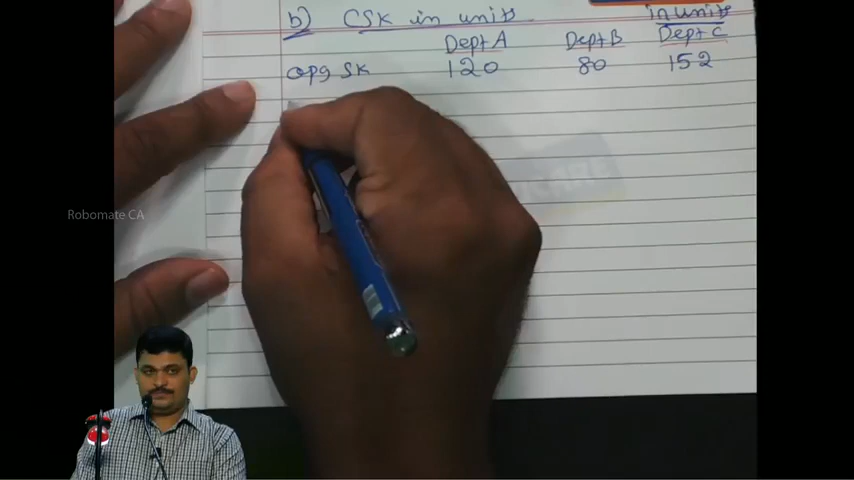 b) CSK in units in units
Dept A Dept B Dept C
opg SK 120 80 152
Robomate CA